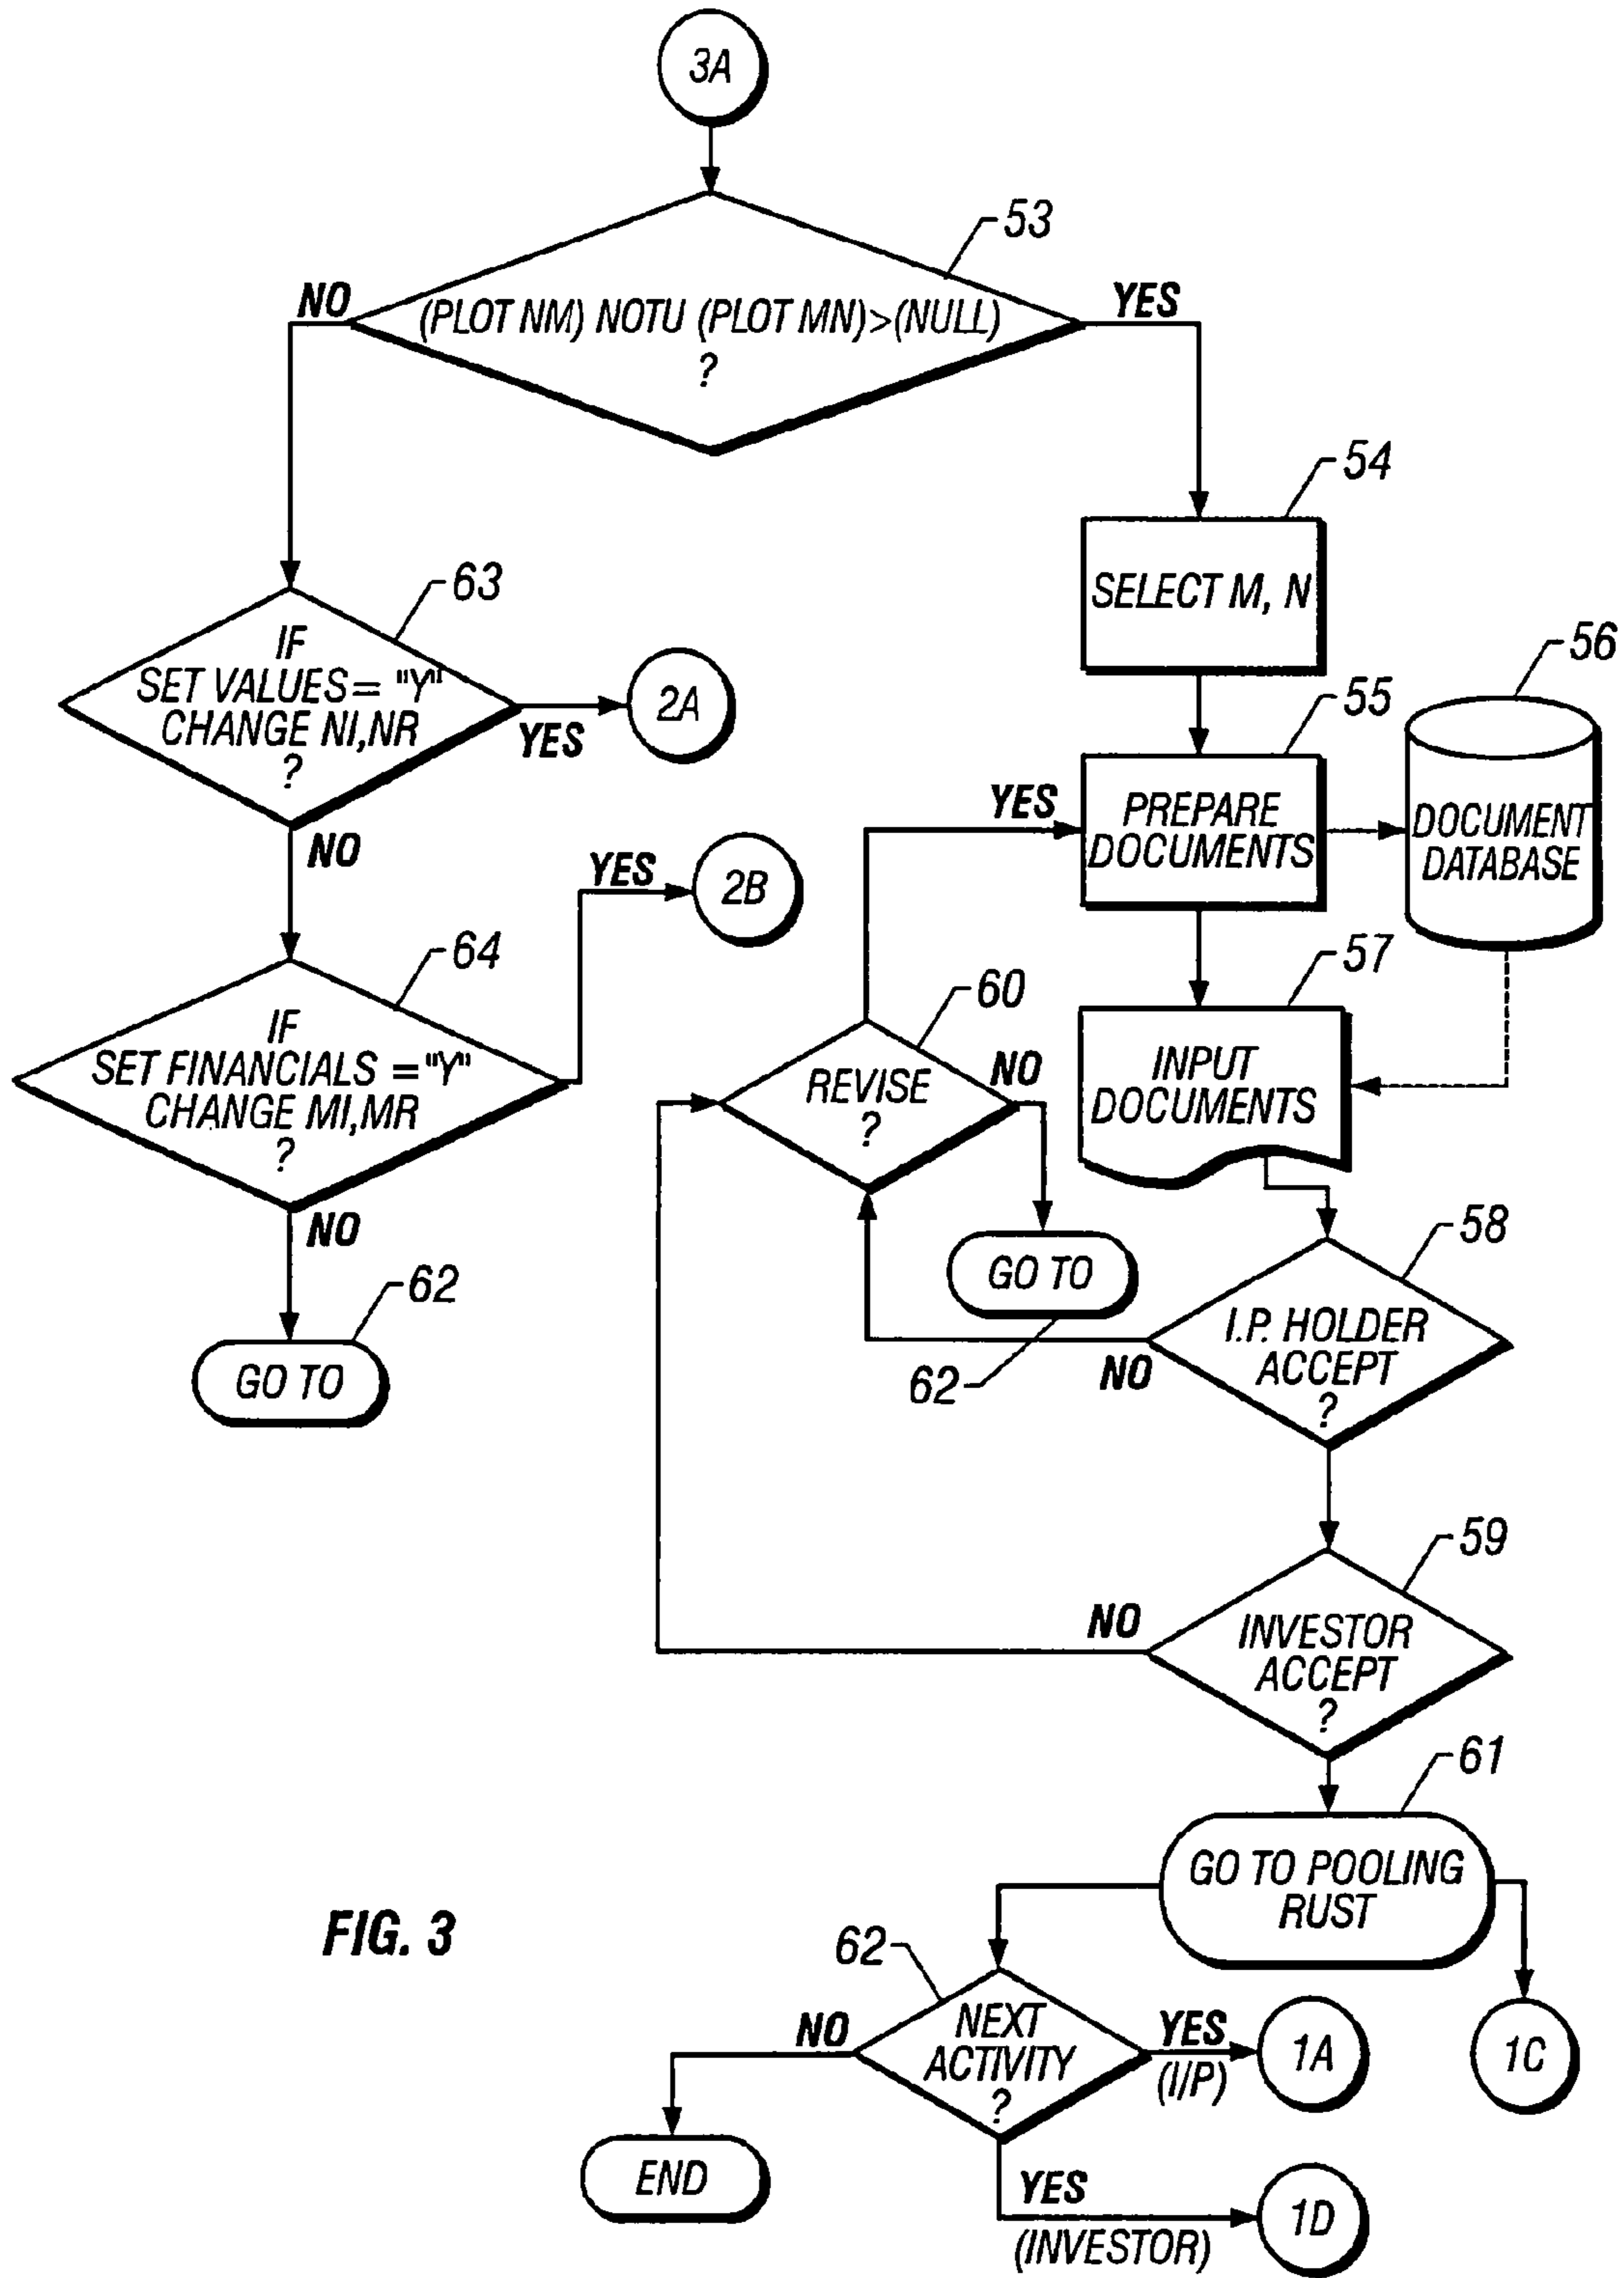 3A
53
NO
(PLOT NM) NOTU (PLOT MN)>(NULL)
?
YES
54
SELECT M, N
63
IF
SET VALUES= "Y"
CHANGE NI,NR
?
YES
2A
NO
55
56
YES
PREPARE
DOCUMENTS
DOCUMENT
DATABASE
YES
2B
64
IF
SET FINANCIALS ="Y"
CHANGE MI,MR
?
NO
62
GO TO
60
REVISE
?
NO
57
INPUT
DOCUMENTS
GO TO
62
58
I.P. HOLDER
ACCEPT
?
NO
59
NO
INVESTOR
ACCEPT
?
61
GO TO POOLING
RUST
FIG. 3
62
NO
NEXT
ACTIVITY
?
YES
(I/P)
1A
1C
END
YES
(INVESTOR)
1D